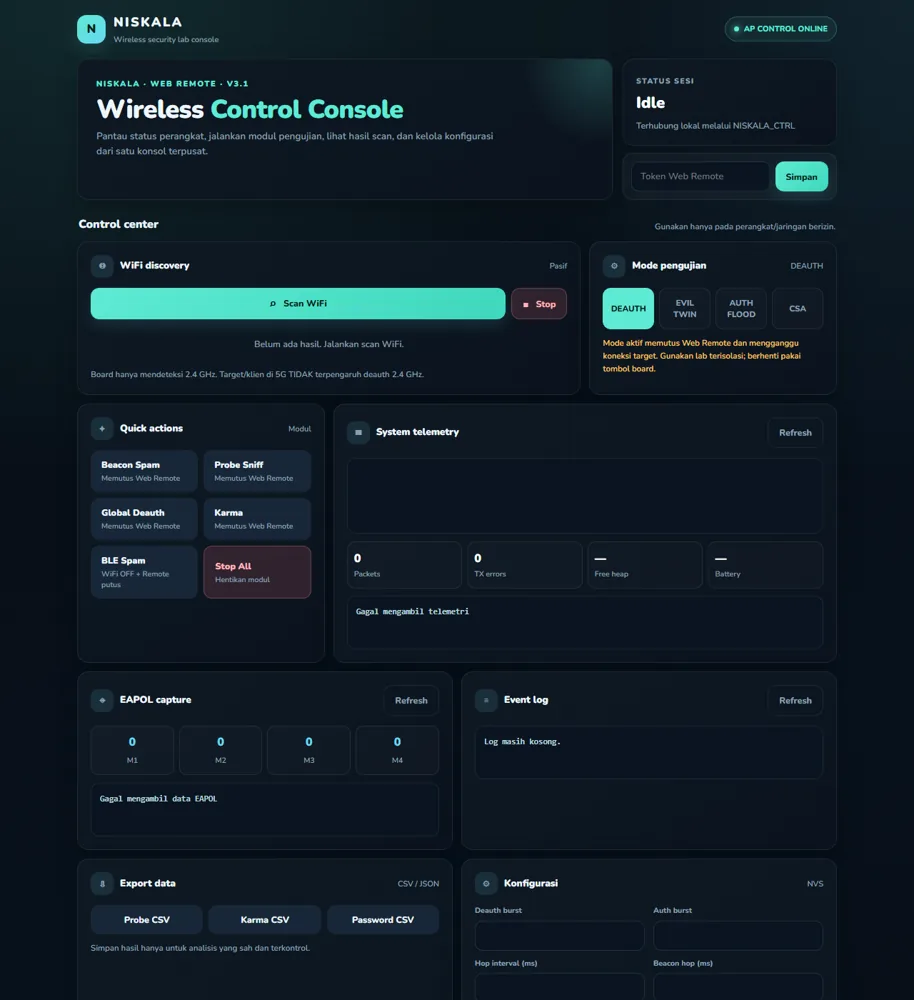 N
NISKALA
Wireless security lab console
AP CONTROL ONLINE
NISKALA · WEB REMOTE · V3.1
Wireless Control Console
Pantau status perangkat, jalankan modul pengujian, lihat hasil scan, dan kelola konfigurasi
dari satu konsol terpusat.
STATUS SESI
Idle
Terhubung lokal melalui NISKALA_CTRL
Token Web Remote
Simpan
Control center
Gunakan hanya pada perangkat/jaringan berizin.
WiFi discovery
Pasif
Scan WiFi
Stop
Belum ada hasil. Jalankan scan WiFi.
Board hanya mendeteksi 2.4 GHz. Target/klien di 5G TIDAK terpengaruh deauth 2.4 GHz.
Mode pengujian
DEAUTH
DEAUTH
EVIL
TWIN
AUTH
FLOOD
CSA
Mode aktif memutus Web Remote dan mengganggu
koneksi target. Gunakan lab terisolasi; berhenti pakai
tombol board.
Quick actions
Modul
Beacon Spam
Memutus Web Remote
Probe Sniff
Memutus Web Remote
Global Deauth
Memutus Web Remote
Karma
Memutus Web Remote
BLE Spam
WiFi OFF + Remote
putus
Stop All
Hentikan modul
System telemetry
Refresh
0
Packets
0
TX errors
—
Free heap
—
Battery
Gagal mengambil telemetri
EAPOL capture
Refresh
0
M1
0
M2
0
M3
0
M4
Gagal mengambil data EAPOL
Event log
Refresh
Log masih kosong.
Export data
CSV / JSON
Probe CSV
Karma CSV
Password CSV
Simpan hasil hanya untuk analisis yang sah dan terkontrol.
Konfigurasi
NVS
Deauth burst
Auth burst
Hop interval (ms)
Beacon hop (ms)